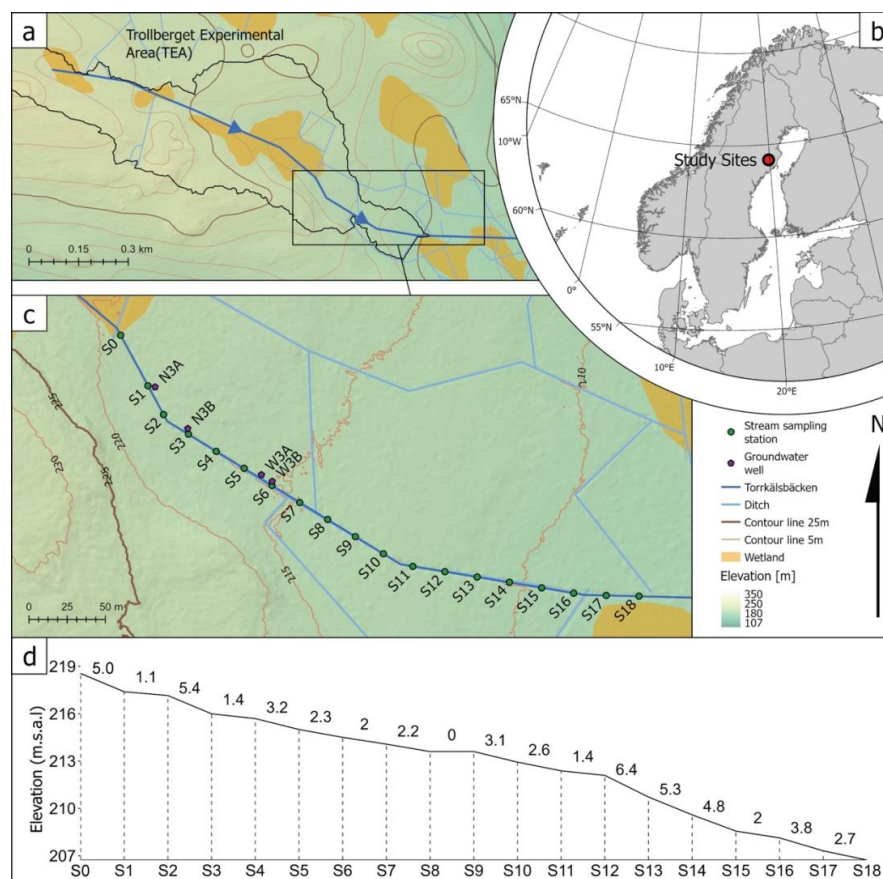 a
Trollberget Experimental
Area(TEA)
0 0.15 0.3 km
b
65°N
10°W
60°N
0°
55°N
10°E
20°E
Study Sites
c
S0
S1
N3A
S2
N3B
S3
S4
W3A
S5
W3B
S6
S7
S8
S9
S10
S11
S12
S13
S14
S15
S16
S17
S18
225
220
225
230
215
210
0 25 50 m
N
Stream sampling
station
Groundwater
well
Torrkälsbäcken
Ditch
Contour line 25m
Contour line 5m
Wetland
Elevation [m]
350
250
180
107
d
Elevation (m.s.a.l)
219
216
213
210
207
5.0 1.1 5.4 1.4 3.2 2.3 2 2.2 0 3.1 2.6 1.4 6.4 5.3 4.8 2 3.8 2.7
S0 S1 S2 S3 S4 S5 S6 S7 S8 S9 S10 S11 S12 S13 S14 S15 S16 S17 S18